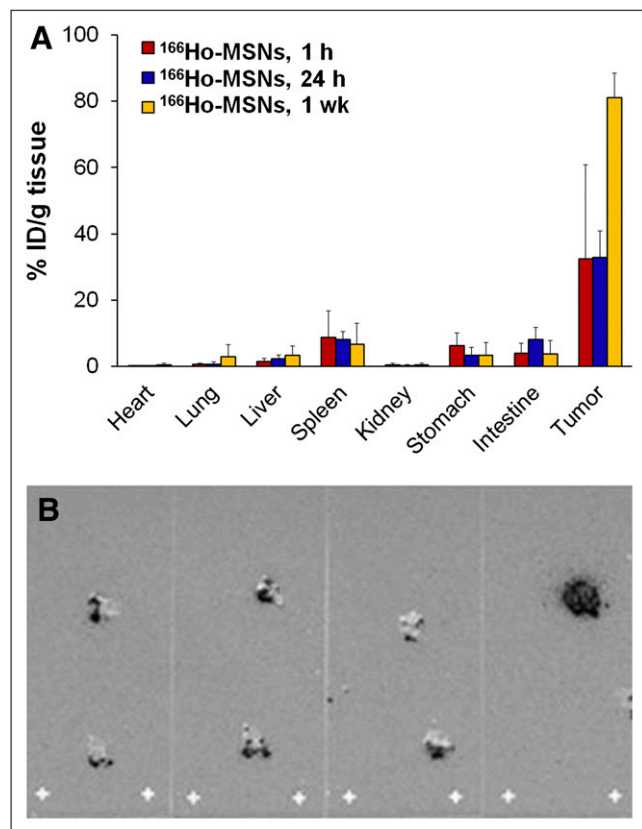 A
¹⁶⁶Ho-MSNs, 1 h
¹⁶⁶Ho-MSNs, 24 h
¹⁶⁶Ho-MSNs, 1 wk
% ID/g tissue
100
80
60
40
20
0
Heart
Lung
Liver
Spleen
Kidney
Stomach
Intestine
Tumor
B